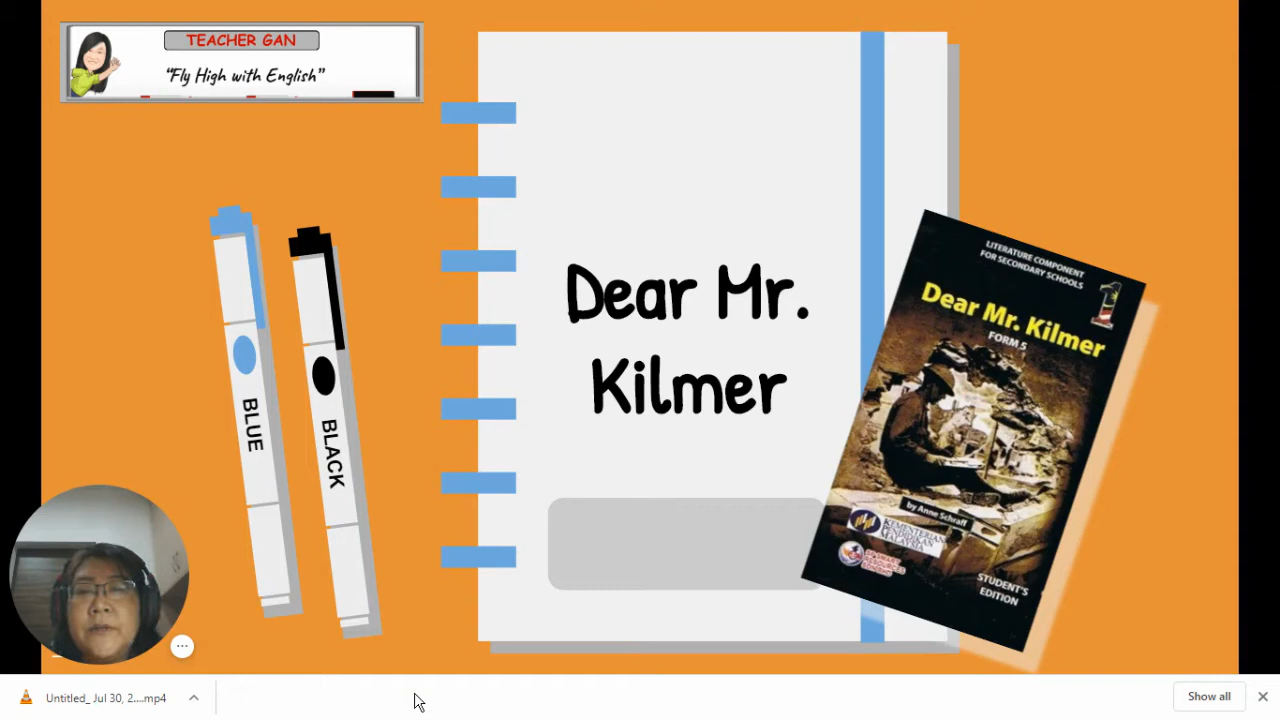 TEACHER GAN
“Fly High with English”
Dear Mr.
Kilmer
BLUE
BLACK
LITERATURE COMPONENT
FOR SECONDARY SCHOOLS
1
Dear Mr. Kilmer
FORM 5
by Anne Schraff
KEMENTERIAN
PENDIDIKAN
MALAYSIA
STUDENT'S
EDITION
Untitled_ Jul 30, 2....mp4
Show all